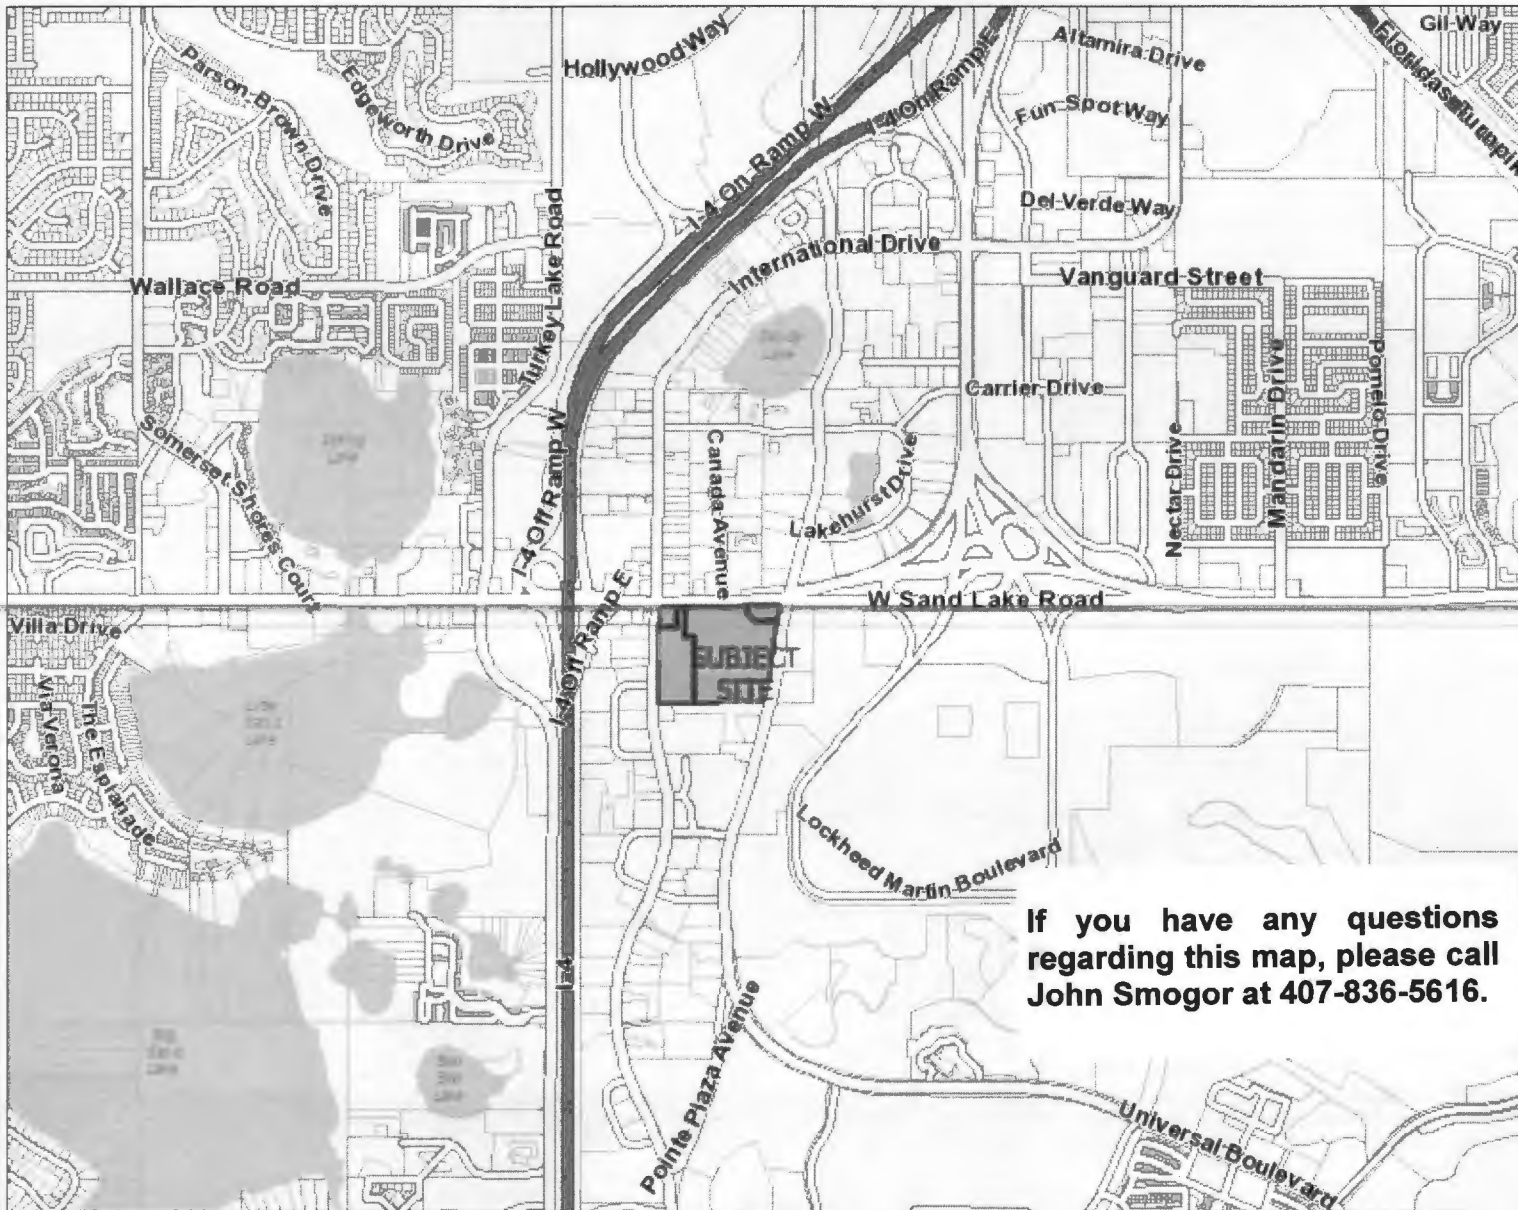 Gil Way
Hollywood Way
Altamira Drive
Parson Brown Drive
Edgeworth Drive
I-4 On Ramp E
Fun Spot Way
I-4 On Ramp W
Del Verde Way
Turkey Lake Road
International Drive
Wallace Road
Vanguard Street
Carrier Drive
Mandarin Drive
Pomelo Drive
Nectar Drive
Somerset Shores Court
I-4 Off Ramp W
Canada Avenue
Lakehurst Drive
W Sand Lake Road
I-4 Off Ramp E
Villa Drive
SUBJECT
SITE
Via Verona
The Esplanade
Lockheed Martin Boulevard
If you have any questions
regarding this map, please call
John Smogor at 407-836-5616.
I-4
Pointe Plaza Avenue
Universal Boulevard